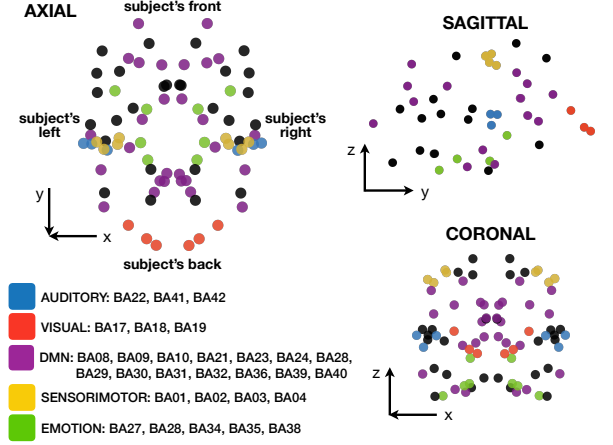 AXIAL
subject's front
SAGITTAL
subject's
left
subject's
right
z
y
y
x
subject's back
CORONAL
z
x
AUDITORY: BA22, BA41, BA42
VISUAL: BA17, BA18, BA19
DMN: BA08, BA09, BA10, BA21, BA23, BA24, BA28,
BA29, BA30, BA31, BA32, BA36, BA39, BA40
SENSORIMOTOR: BA01, BA02, BA03, BA04
EMOTION: BA27, BA28, BA34, BA35, BA38